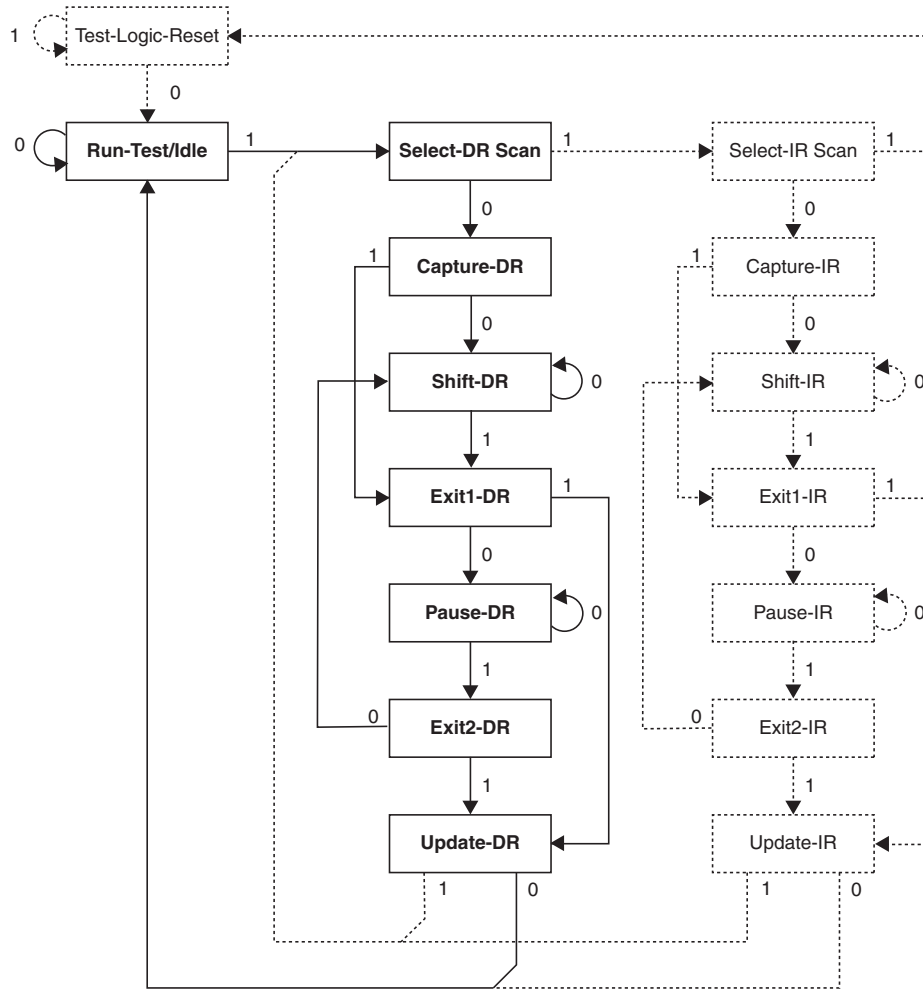 1 Test-Logic-Reset
0
0 Run-Test/Idle 1 Select-DR Scan 1 Select-IR Scan 1
0 0
1 Capture-DR 1 Capture-IR
0 0
Shift-DR 0 Shift-IR 0
1 1
Exit1-DR 1 Exit1-IR 1
0 0
Pause-DR 0 Pause-IR 0
1 1
0 Exit2-DR 0 Exit2-IR
1 1
Update-DR Update-IR
1 0 1 0